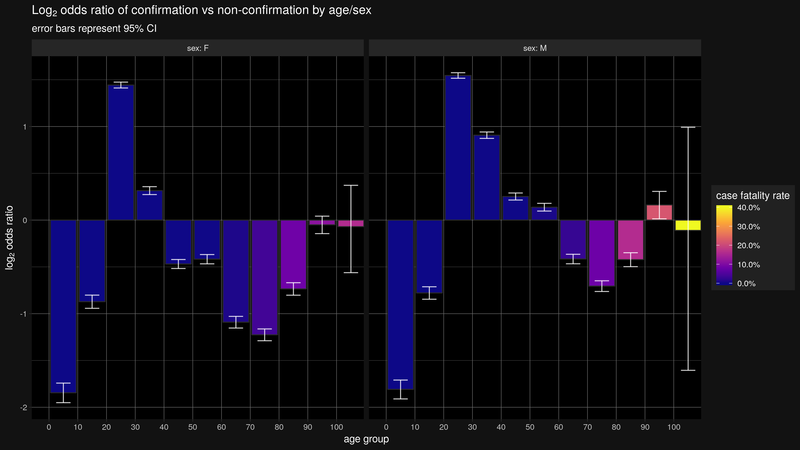 Log₂ odds ratio of confirmation vs non-confirmation by age/sex
error bars represent 95% CI
sex: F
sex: M
log₂ odds ratio
1
0
-1
-2
0 10 20 30 40 50 60 70 80 90 100
0 10 20 30 40 50 60 70 80 90 100
age group
case fatality rate
40.0%
30.0%
20.0%
10.0%
0.0%